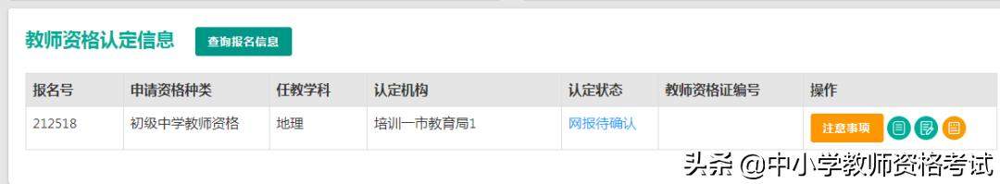 教师资格认定信息 查询报名信息
报名号 申请资格种类 任教学科 认定机构 认定状态 教师资格证编号 操作
212518 初级中学教师资格 地理 培训一市教育局1 网报待确认 注意事项
头条 @中小学教师资格考试